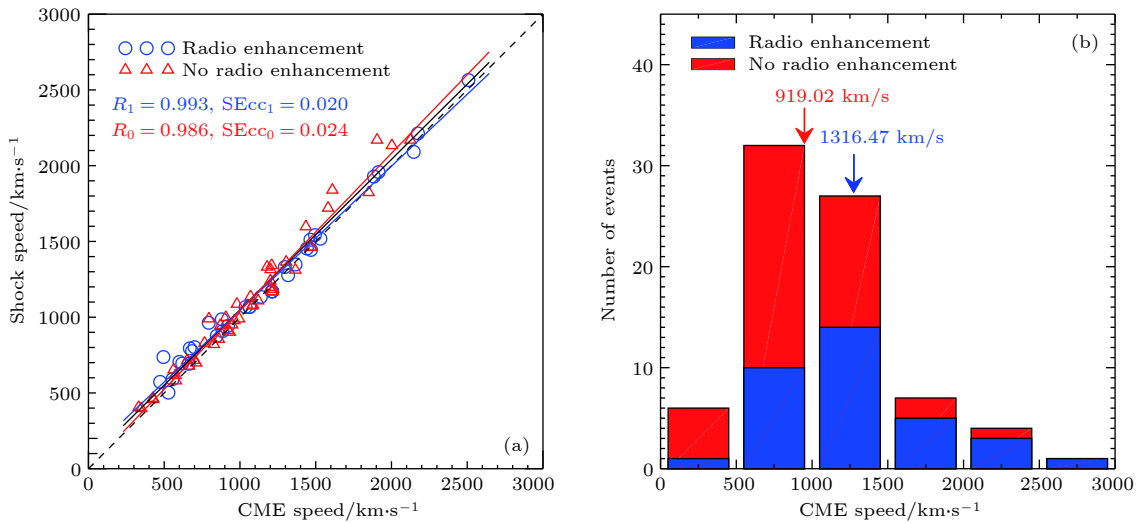 3000
2500
2000
1500
1000
500
0
Shock speed/km·s⁻¹
Radio enhancement
No radio enhancement
R₁ = 0.993, SEcc₁ = 0.020
R₀ = 0.986, SEcc₀ = 0.024
(a)
0 500 1000 1500 2000 2500 3000
CME speed/km·s⁻¹
40
30
20
10
0
Number of events
Radio enhancement
No radio enhancement
(b)
919.02 km/s
1316.47 km/s
0 500 1000 1500 2000 2500 3000
CME speed/km·s⁻¹